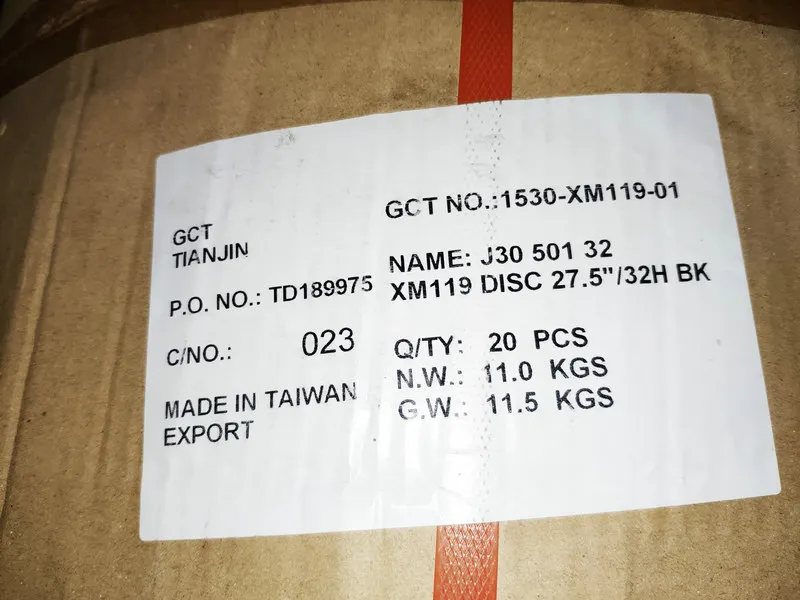 GCT
TIANJIN
P.O. NO.: TD189975
C/NO.: 023
MADE IN TAIWAN
EXPORT
GCT NO.:1530-XM119-01
NAME: J30 501 32
XM119 DISC 27.5"/32H BK
Q/TY: 20 PCS
N.W.: 11.0 KGS
G.W.: 11.5 KGS